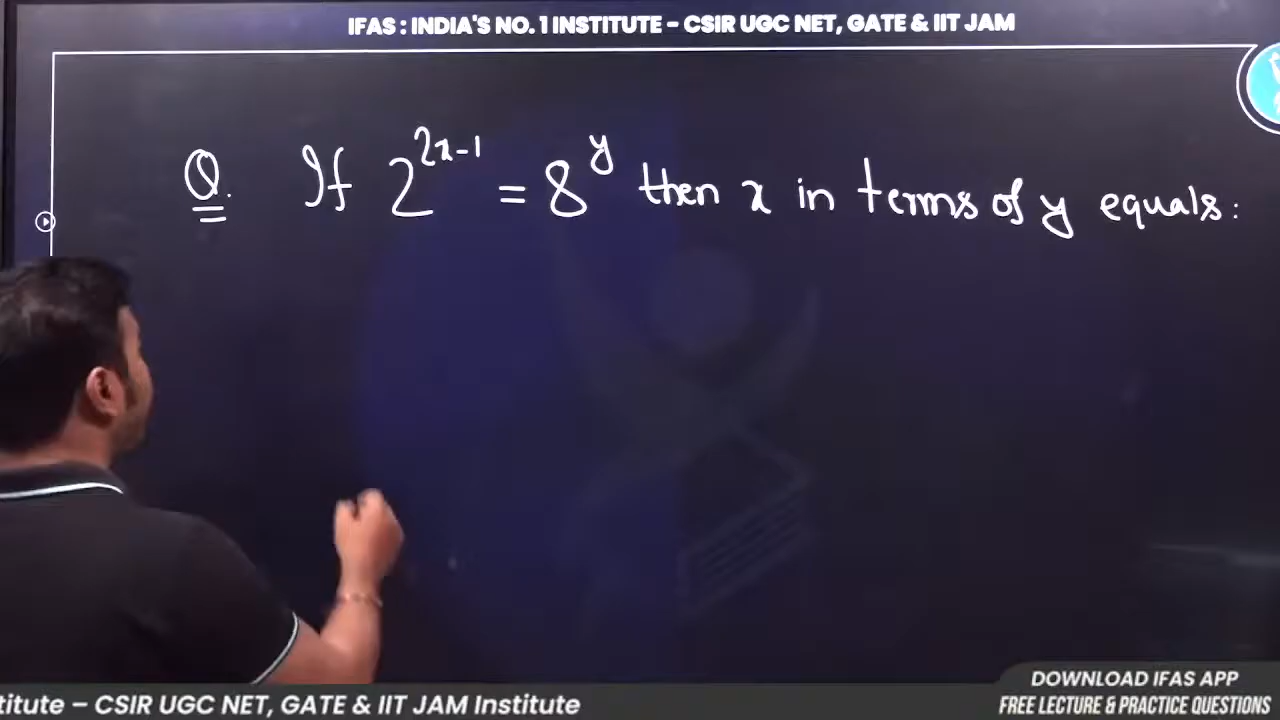 IFAS : INDIA'S NO. 1 INSTITUTE – CSIR UGC NET, GATE & IIT JAM
Q. If 2^{2x-1} = 8^y then x in terms of y equals:
DOWNLOAD IFAS APP
titute – CSIR UGC NET, GATE & IIT JAM Institute
FREE LECTURE & PRACTICE QUESTIONS